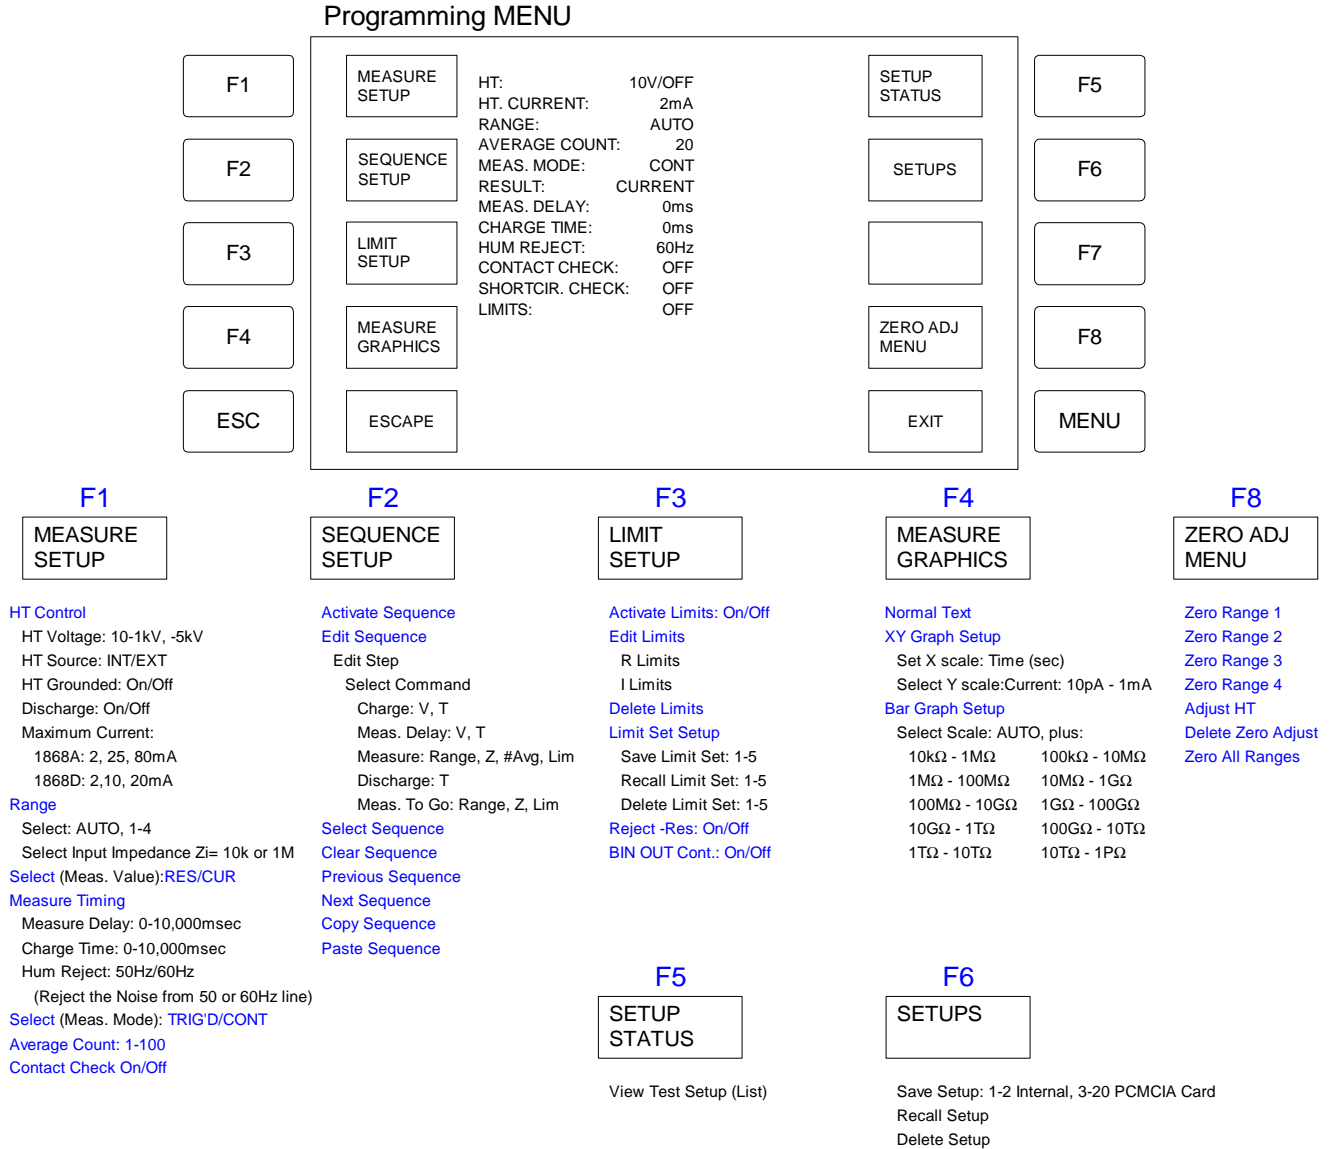 Programming MENU
F1
MEASURE
SETUP
F2
SEQUENCE
SETUP
F3
LIMIT
SETUP
F4
MEASURE
GRAPHICS
ESC
ESCAPE
HT: 10V/OFF
HT. CURRENT: 2mA
RANGE: AUTO
AVERAGE COUNT: 20
MEAS. MODE: CONT
RESULT: CURRENT
MEAS. DELAY: 0ms
CHARGE TIME: 0ms
HUM REJECT: 60Hz
CONTACT CHECK: OFF
SHORTCIR. CHECK: OFF
LIMITS: OFF
SETUP
STATUS
F5
SETUPS
F6
F7
ZERO ADJ
MENU
F8
EXIT
MENU
F1
MEASURE
SETUP
HT Control
HT Voltage: 10-1kV, -5kV
HT Source: INT/EXT
HT Grounded: On/Off
Discharge: On/Off
Maximum Current:
1868A: 2, 25, 80mA
1868D: 2,10, 20mA
Range
Select: AUTO, 1-4
Select Input Impedance Zi= 10k or 1M
Select (Meas. Value):RES/CUR
Measure Timing
Measure Delay: 0-10,000msec
Charge Time: 0-10,000msec
Hum Reject: 50Hz/60Hz
(Reject the Noise from 50 or 60Hz line)
Select (Meas. Mode): TRIG'D/CONT
Average Count: 1-100
Contact Check On/Off
F2
SEQUENCE
SETUP
Activate Sequence
Edit Sequence
Edit Step
Select Command
Charge: V, T
Meas. Delay: V, T
Measure: Range, Z, #Avg, Lim
Discharge: T
Meas. To Go: Range, Z, Lim
Select Sequence
Clear Sequence
Previous Sequence
Next Sequence
Copy Sequence
Paste Sequence
F3
LIMIT
SETUP
Activate Limits: On/Off
Edit Limits
R Limits
I Limits
Delete Limits
Limit Set Setup
Save Limit Set: 1-5
Recall Limit Set: 1-5
Delete Limit Set: 1-5
Reject -Res: On/Off
BIN OUT Cont.: On/Off
F4
MEASURE
GRAPHICS
Normal Text
XY Graph Setup
Set X scale: Time (sec)
Select Y scale:Current: 10pA - 1mA
Bar Graph Setup
Select Scale: AUTO, plus:
10kΩ - 1MΩ 100kΩ - 10MΩ
1MΩ - 100MΩ 10MΩ - 1GΩ
100MΩ - 10GΩ 1GΩ - 100GΩ
10GΩ - 1TΩ 100GΩ - 10TΩ
1TΩ - 10TΩ 10TΩ - 1PΩ
F8
ZERO ADJ
MENU
Zero Range 1
Zero Range 2
Zero Range 3
Zero Range 4
Adjust HT
Delete Zero Adjust
Zero All Ranges
F5
SETUP
STATUS
View Test Setup (List)
F6
SETUPS
Save Setup: 1-2 Internal, 3-20 PCMCIA Card
Recall Setup
Delete Setup